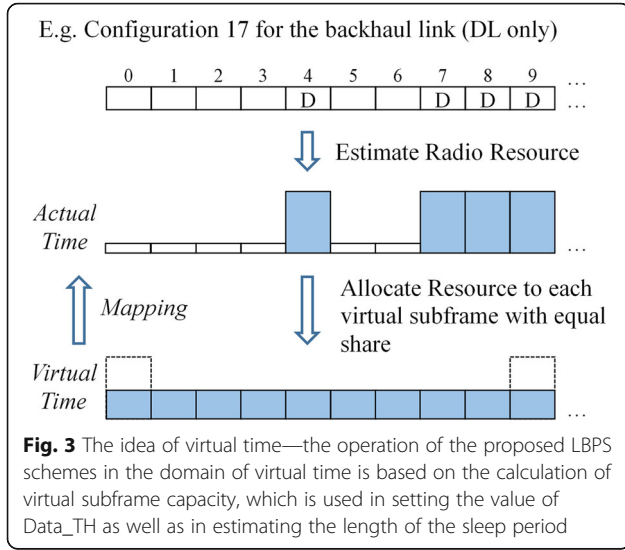 E.g. Configuration 17 for the backhaul link (DL only)
0 1 2 3 4 5 6 7 8 9 …
D D D D …
Estimate Radio Resource
Actual
Time
…
Mapping
Allocate Resource to each
virtual subframe with equal
share
Virtual
Time
…
Fig. 3 The idea of virtual time—the operation of the proposed LBPS
schemes in the domain of virtual time is based on the calculation of
virtual subframe capacity, which is used in setting the value of
Data_TH as well as in estimating the length of the sleep period